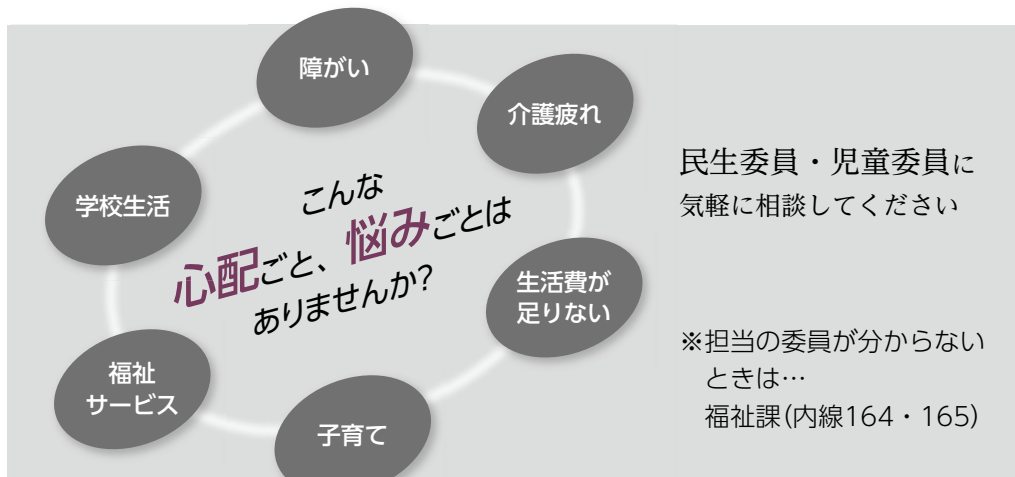 こんな
心配ごと、悩みごとは
ありませんか?
障がい
介護疲れ
生活費が
足りない
子育て
福祉
サービス
学校生活
民生委員・児童委員に
気軽に相談してください
※担当の委員が分からない
ときは…
福祉課(内線164・165)